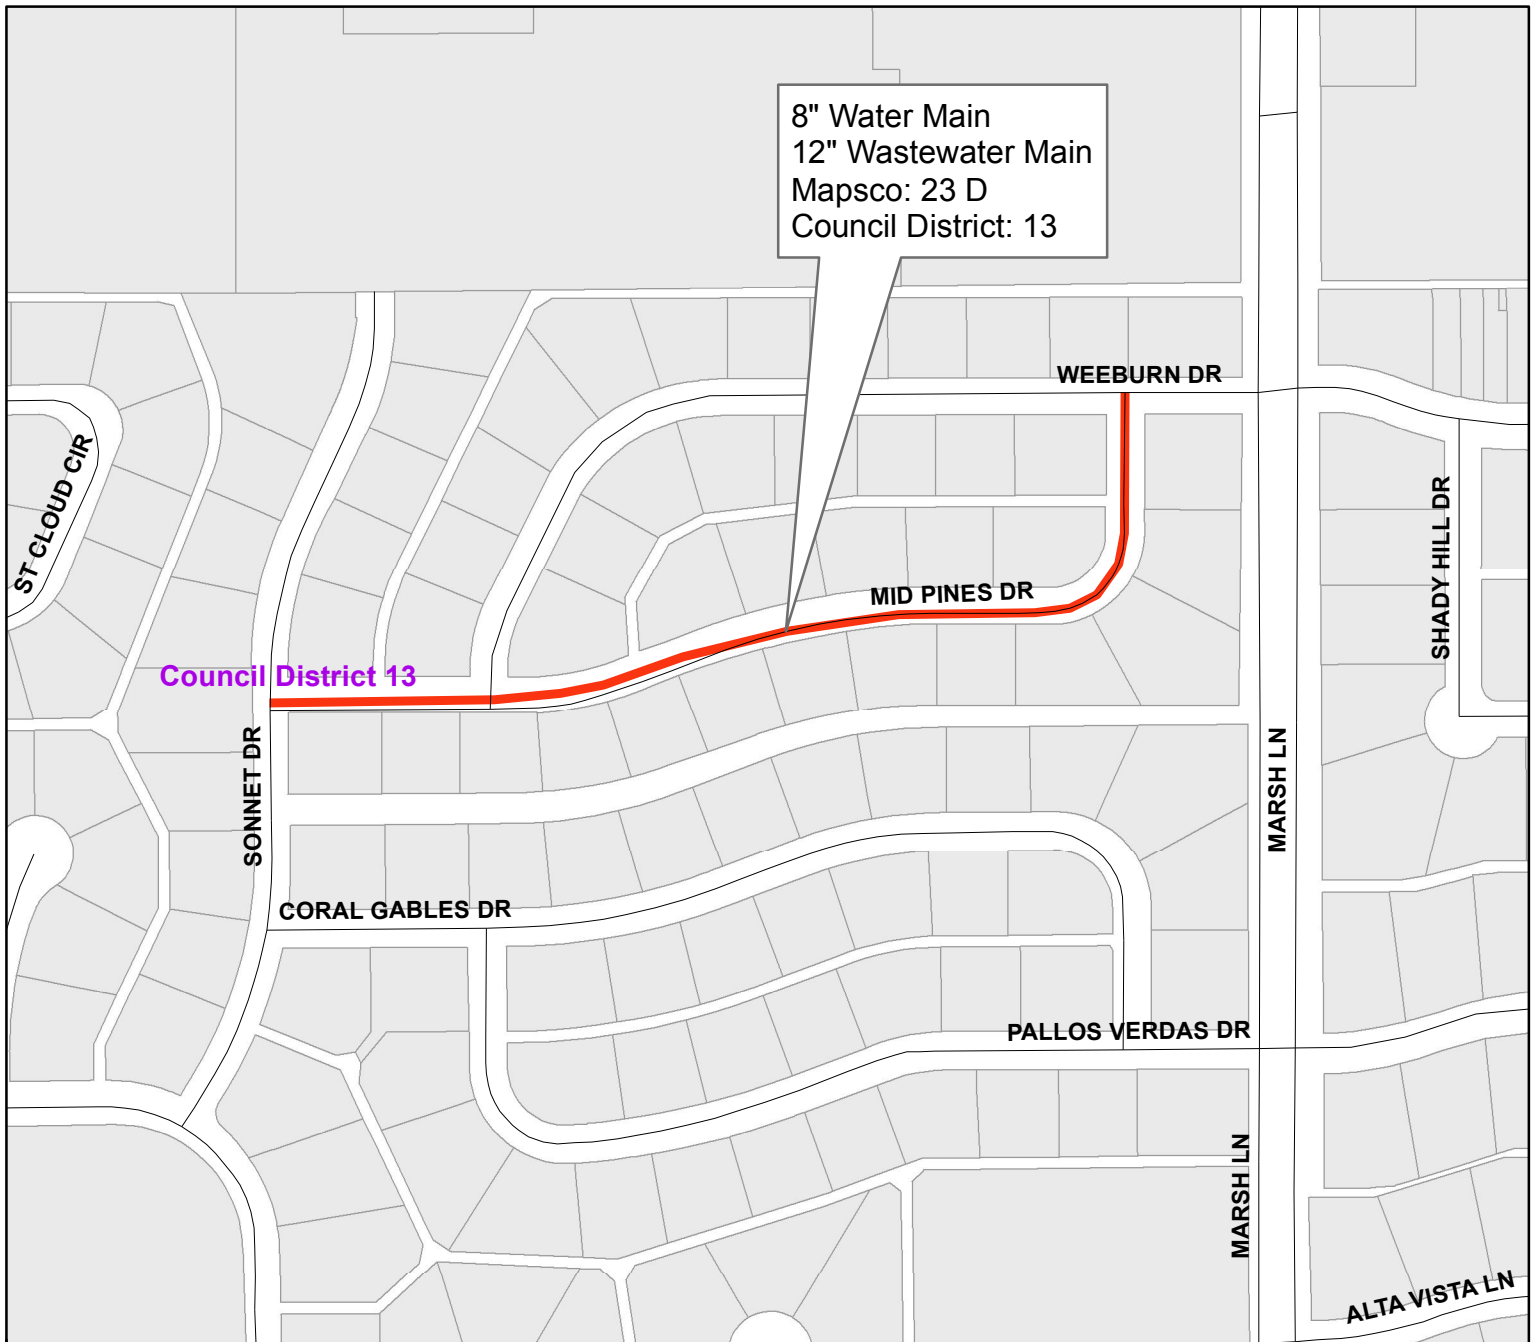 8" Water Main
12" Wastewater Main
Mapsco: 23 D
Council District: 13
WEEBURN DR
ST CLOUD CIR
SHADY HILL DR
MID PINES DR
Council District 13
SONNET DR
MARSH LN
CORAL GABLES DR
PALLOS VERDAS DR
MARSH LN
ALTA VISTA LN